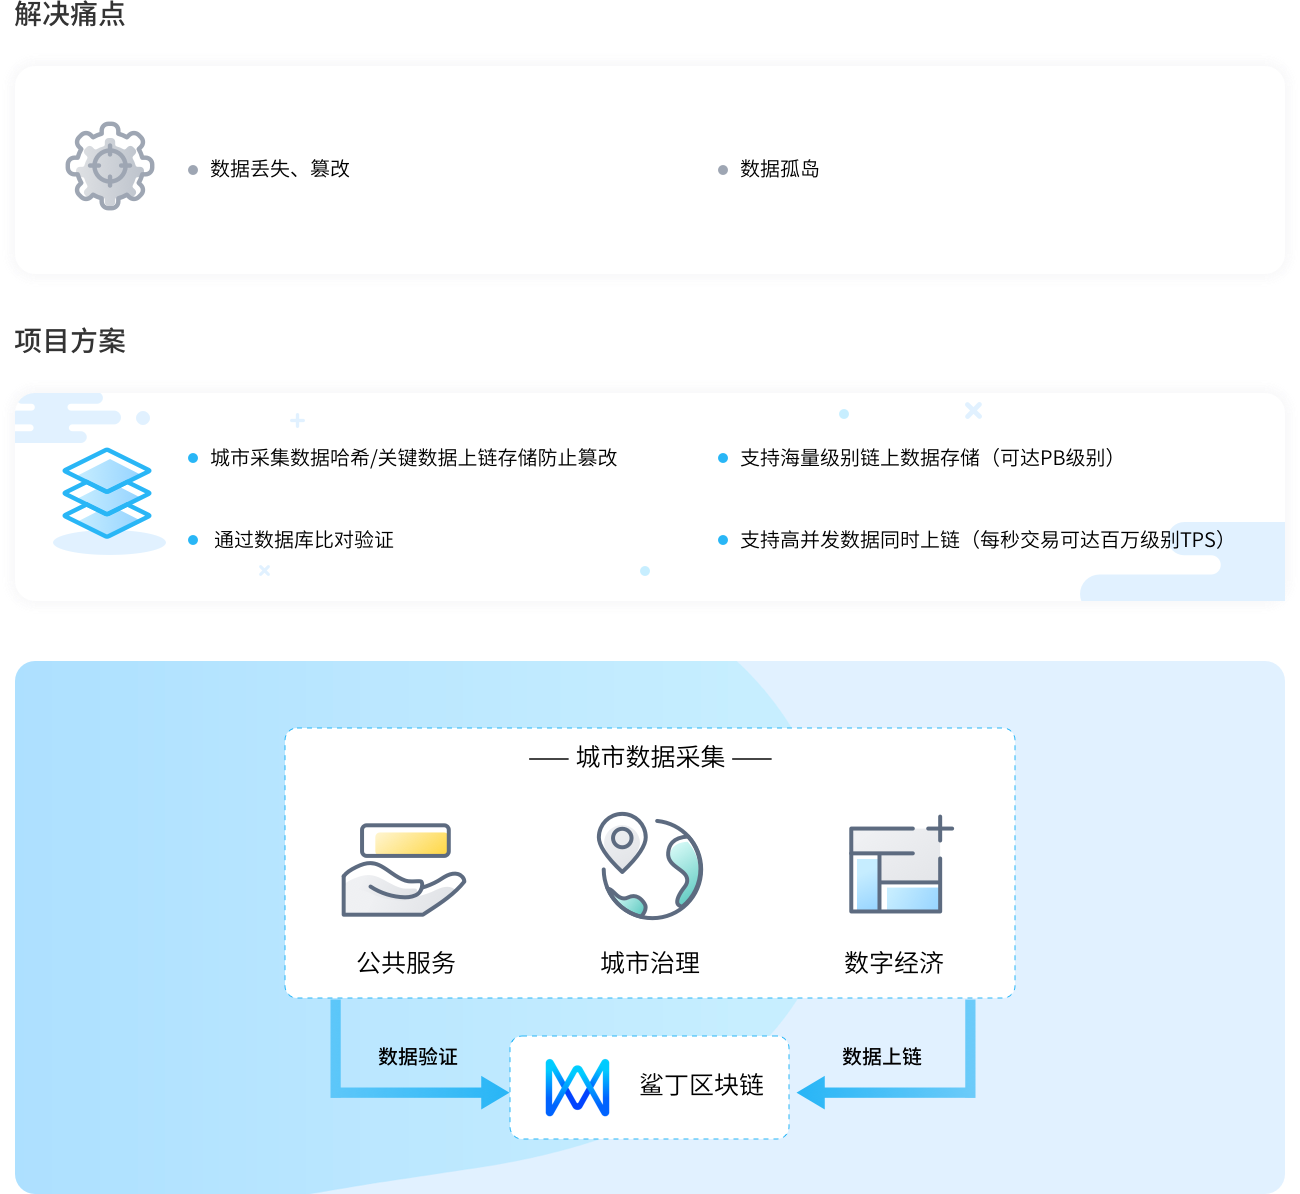 解决痛点
数据丢失、篡改
数据孤岛
项目方案
城市采集数据哈希/关键数据上链存储防止篡改
支持海量级别链上数据存储（可达PB级别）
通过数据库比对验证
支持高并发数据同时上链（每秒交易可达百万级别TPS）
城市数据采集
公共服务
城市治理
数字经济
数据验证
数据上链
鲨丁区块链